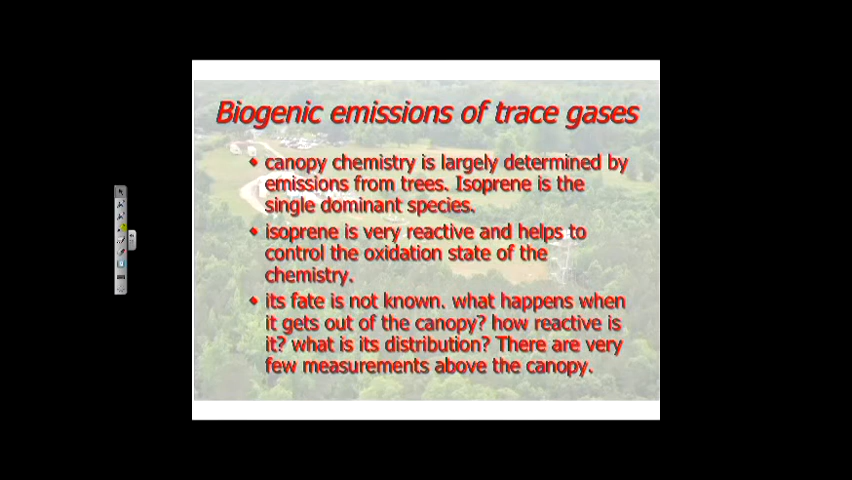 Biogenic emissions of trace gases
• canopy chemistry is largely determined by
emissions from trees. Isoprene is the
single dominant species.
• isoprene is very reactive and helps to
control the oxidation state of the
chemistry.
• its fate is not known. what happens when
it gets out of the canopy? how reactive is
it? what is its distribution? There are very
few measurements above the canopy.